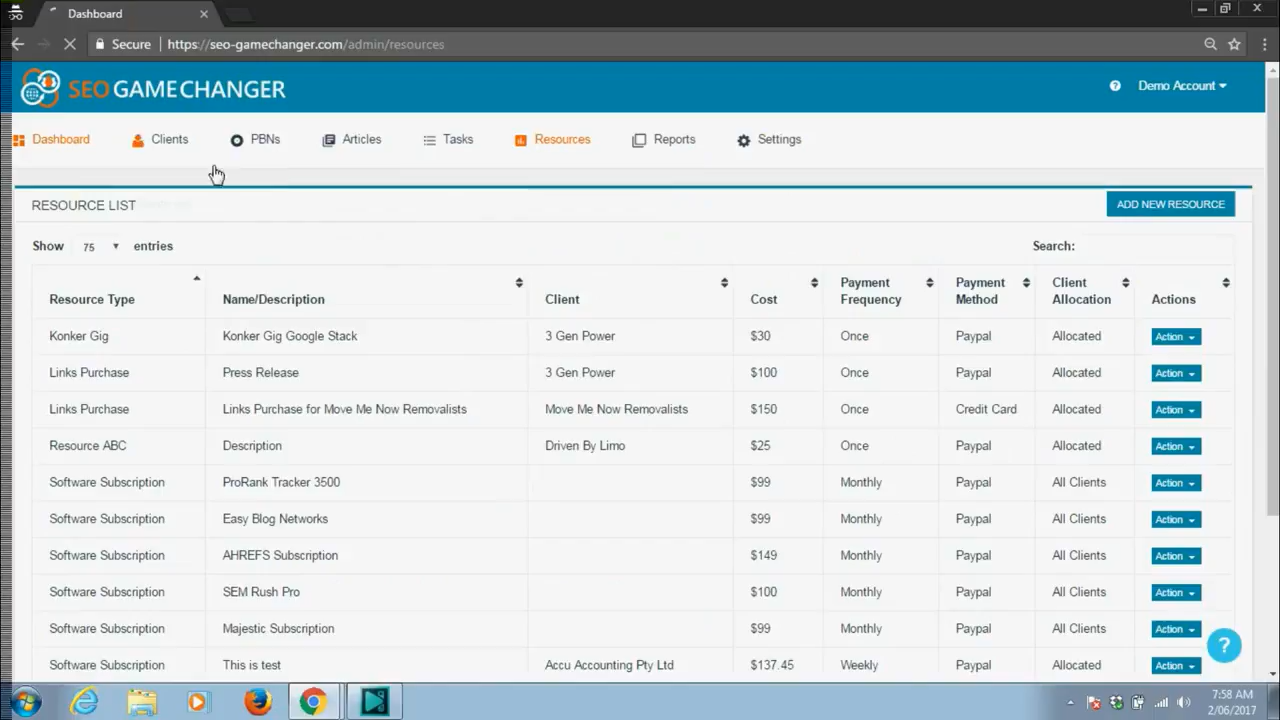 Dashboard
Secure https://seo-gamechanger.com/admin/resources
SEO GAMECHANGER
Demo Account
Dashboard Clients PBNs Articles Tasks Resources Reports Settings
RESOURCE LIST ADD NEW RESOURCE
Show 75 entries Search:
Resource Type Name/Description Client Cost Payment Frequency Payment Method Client Allocation Actions
Konker Gig Konker Gig Google Stack 3 Gen Power $30 Once Paypal Allocated Action
Links Purchase Press Release 3 Gen Power $100 Once Paypal Allocated Action
Links Purchase Links Purchase for Move Me Now Removalists Move Me Now Removalists $150 Once Credit Card Allocated Action
Resource ABC Description Driven By Limo $25 Once Paypal Allocated Action
Software Subscription ProRank Tracker 3500 $99 Monthly Paypal All Clients Action
Software Subscription Easy Blog Networks $99 Monthly Paypal All Clients Action
Software Subscription AHREFS Subscription $149 Monthly Paypal All Clients Action
Software Subscription SEM Rush Pro $100 Monthly Paypal All Clients Action
Software Subscription Majestic Subscription $99 Monthly Paypal All Clients Action
Software Subscription This is test Accu Accounting Pty Ltd $137.45 Weekly Paypal Allocated Action
?
7:58 AM
2/06/2017